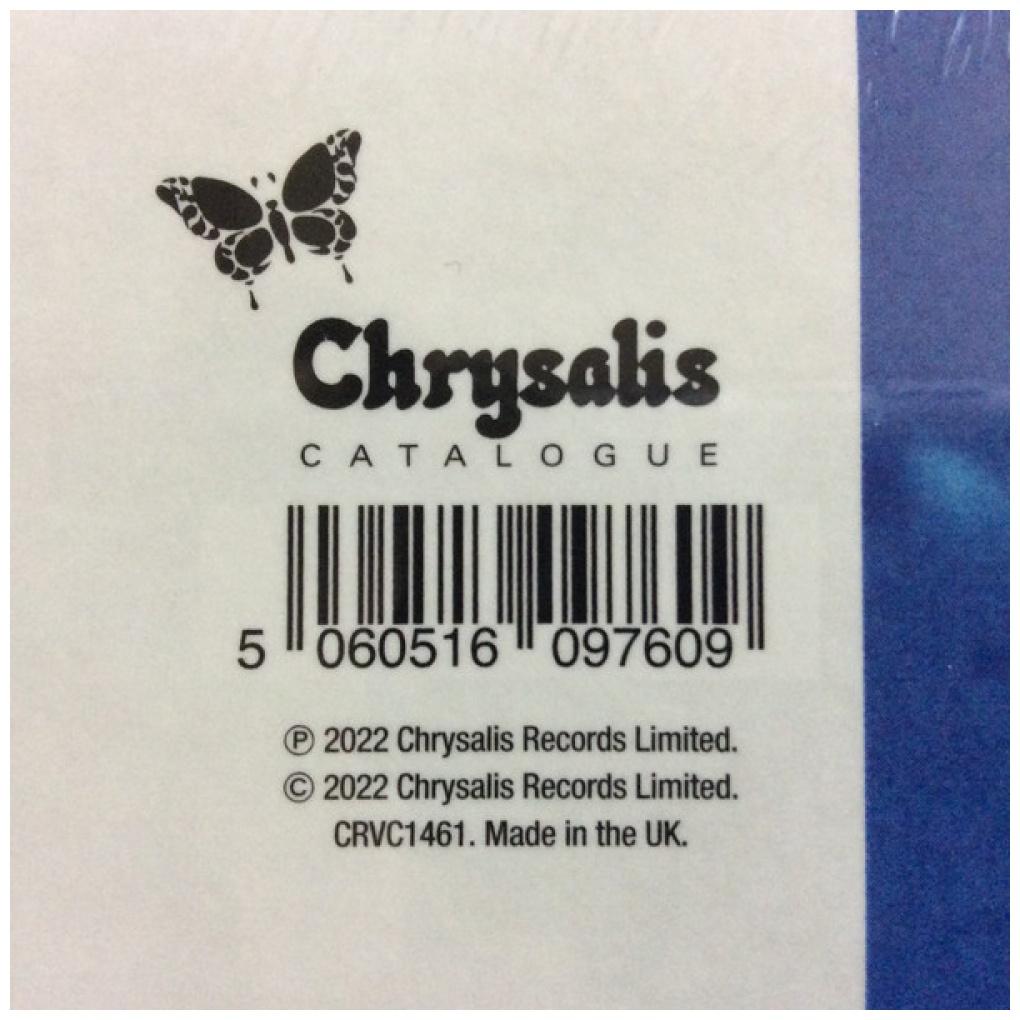 Chrysalis
CATALOGUE
5 060516 097609
Ⓟ 2022 Chrysalis Records Limited.
© 2022 Chrysalis Records Limited.
CRVC1461. Made in the UK.